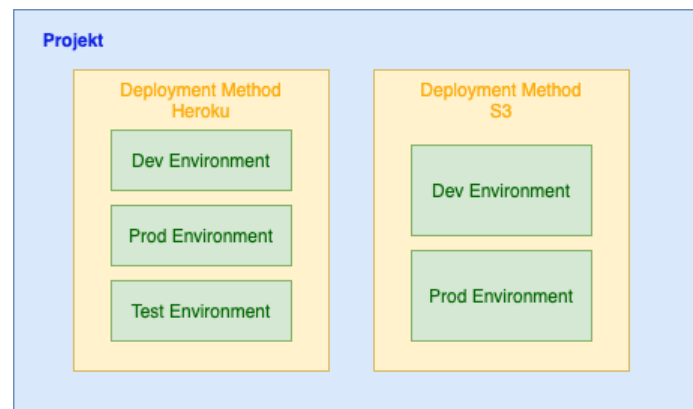 Projekt
Deployment Method
Heroku
Dev Environment
Prod Environment
Test Environment
Deployment Method
S3
Dev Environment
Prod Environment